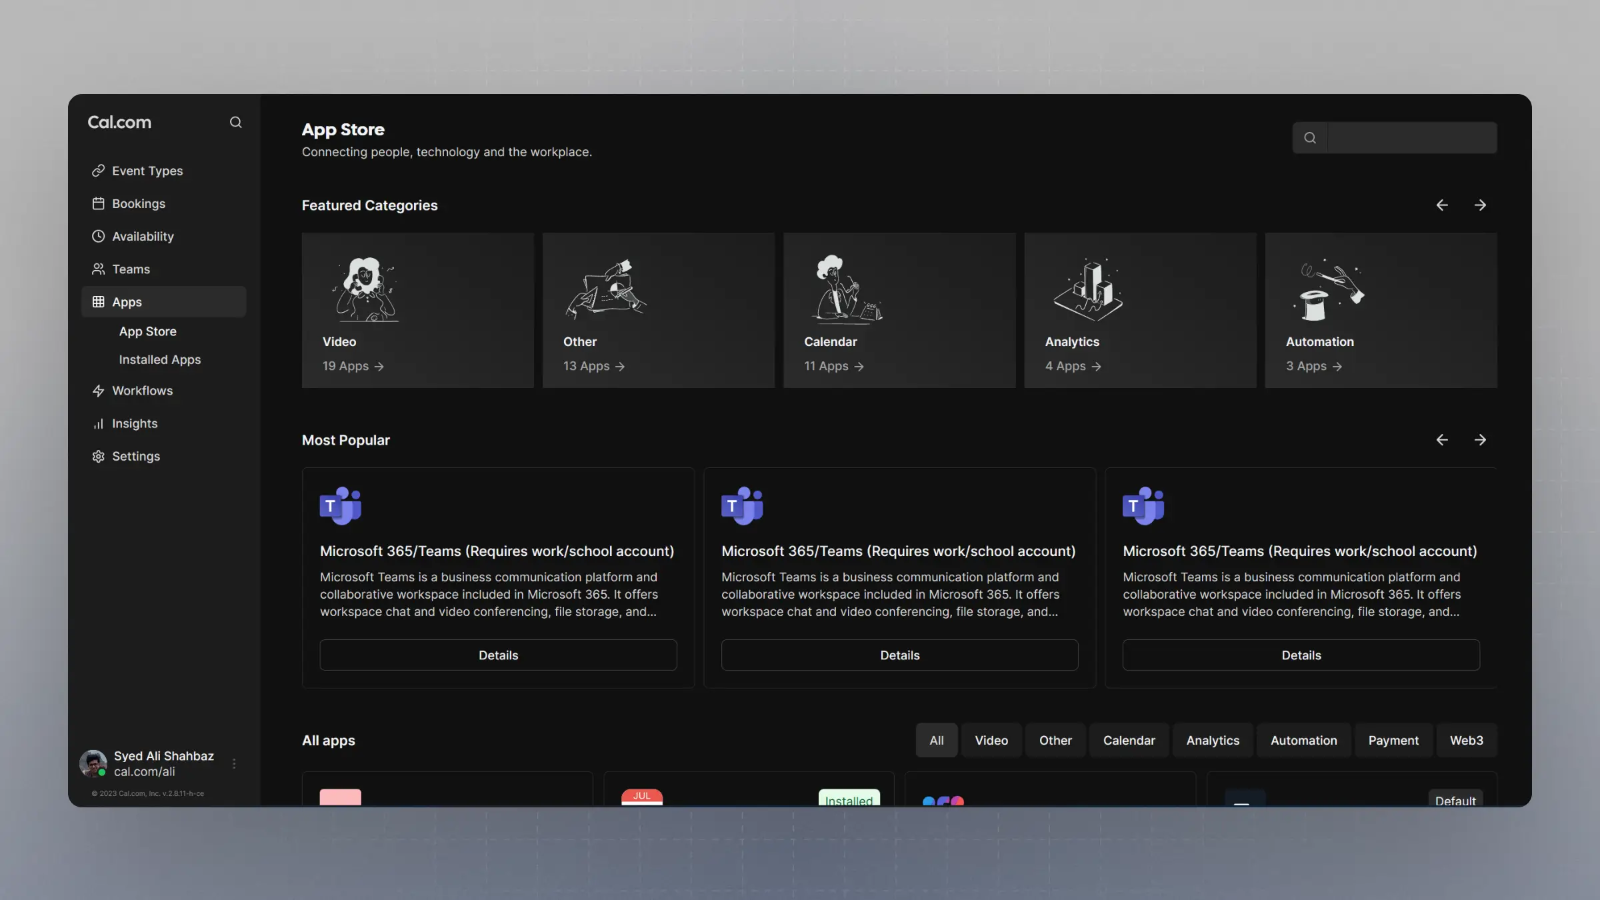 Cal.com
Event Types
Bookings
Availability
Teams
Apps
App Store
Installed Apps
Workflows
Insights
Settings
Syed Ali Shahbaz
cal.com/ali
© 2023 Cal.com, Inc. v.2.8.11-h-ce
App Store
Connecting people, technology and the workplace.
Featured Categories
Video
19 Apps
Other
13 Apps
Calendar
11 Apps
Analytics
4 Apps
Automation
3 Apps
Most Popular
T
Microsoft 365/Teams (Requires work/school account)
Microsoft Teams is a business communication platform and
collaborative workspace included in Microsoft 365. It offers
workspace chat and video conferencing, file storage, and...
Details
T
Microsoft 365/Teams (Requires work/school account)
Microsoft Teams is a business communication platform and
collaborative workspace included in Microsoft 365. It offers
workspace chat and video conferencing, file storage, and...
Details
T
Microsoft 365/Teams (Requires work/school account)
Microsoft Teams is a business communication platform and
collaborative workspace included in Microsoft 365. It offers
workspace chat and video conferencing, file storage, and...
Details
All apps
All
Video
Other
Calendar
Analytics
Automation
Payment
Web3
JUL
Installed
Default